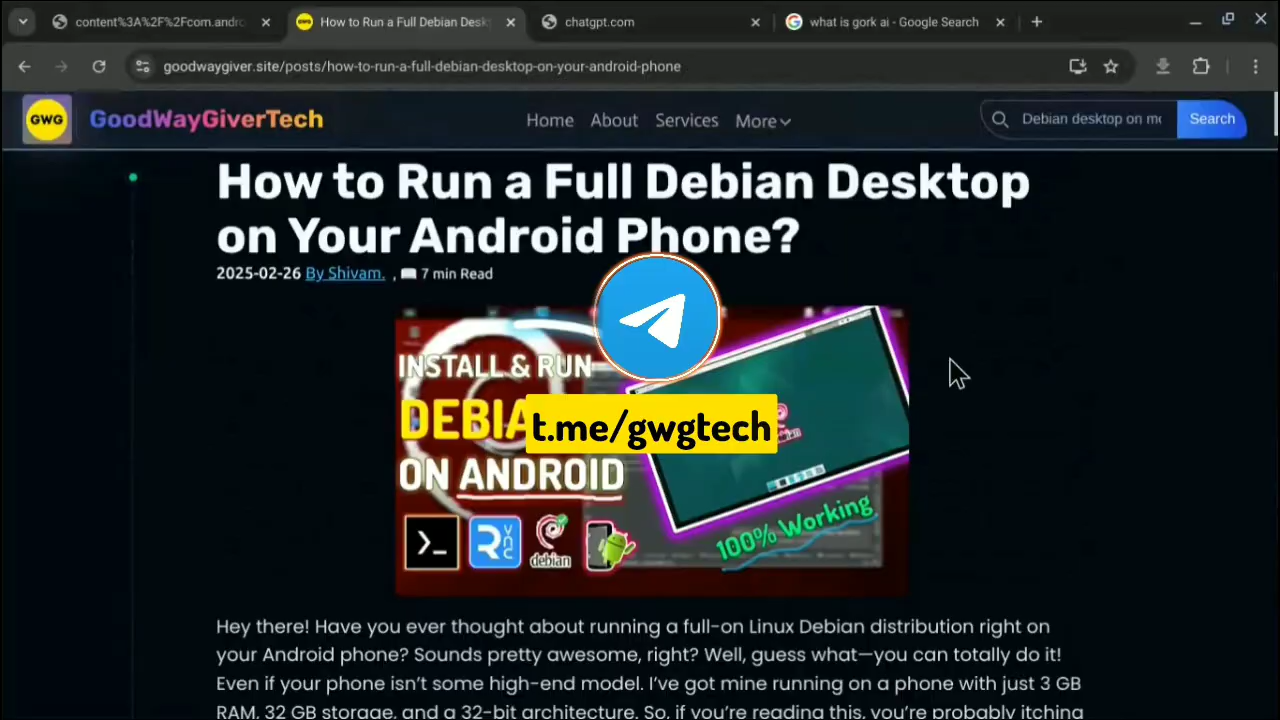 content%3A%2F%2Fcom.andro
How to Run a Full Debian Desk
chatgpt.com
what is gork ai - Google Search
goodwaygiver.site/posts/how-to-run-a-full-debian-desktop-on-your-android-phone
GWG
GoodWayGiverTech
Home
About
Services
More
Debian desktop on mo
Search
How to Run a Full Debian Desktop
on Your Android Phone?
2025-02-26 By Shivam. , 7 min Read
INSTALL & RUN
DEBIA
ON ANDROID
t.me/gwgtech
>_
R
VNC
debian
100% Working
Hey there! Have you ever thought about running a full-on Linux Debian distribution right on
your Android phone? Sounds pretty awesome, right? Well, guess what—you can totally do it!
Even if your phone isn't some high-end model. I've got mine running on a phone with just 3 GB
RAM, 32 GB storage, and a 32-bit architecture. So, if you're reading this, you're probably itching